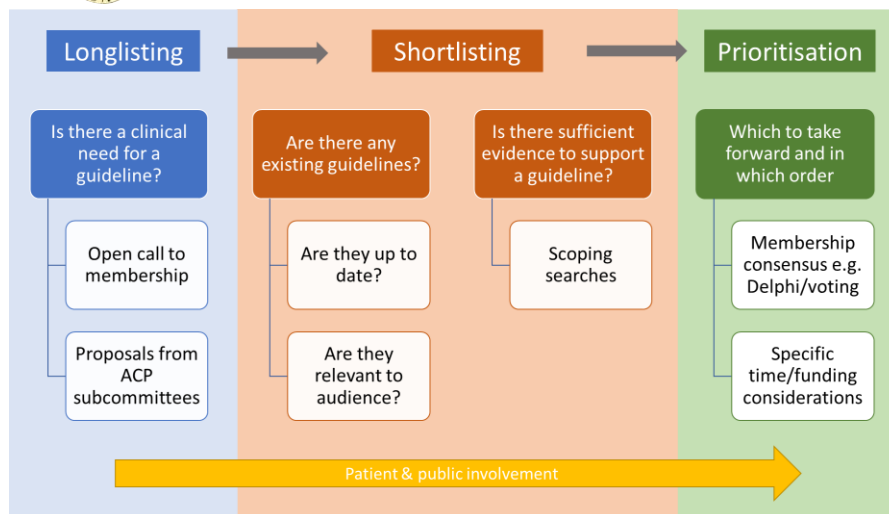 Longlisting
Shortlisting
Prioritisation
Is there a clinical
need for a
guideline?
Open call to
membership
Proposals from
ACP
subcommittees
Are there any
existing guidelines?
Are they up to
date?
Are they
relevant to
audience?
Is there sufficient
evidence to support
a guideline?
Scoping
searches
Which to take
forward and in
which order
Membership
consensus e.g.
Delphi/voting
Specific
time/funding
considerations
Patient & public involvement